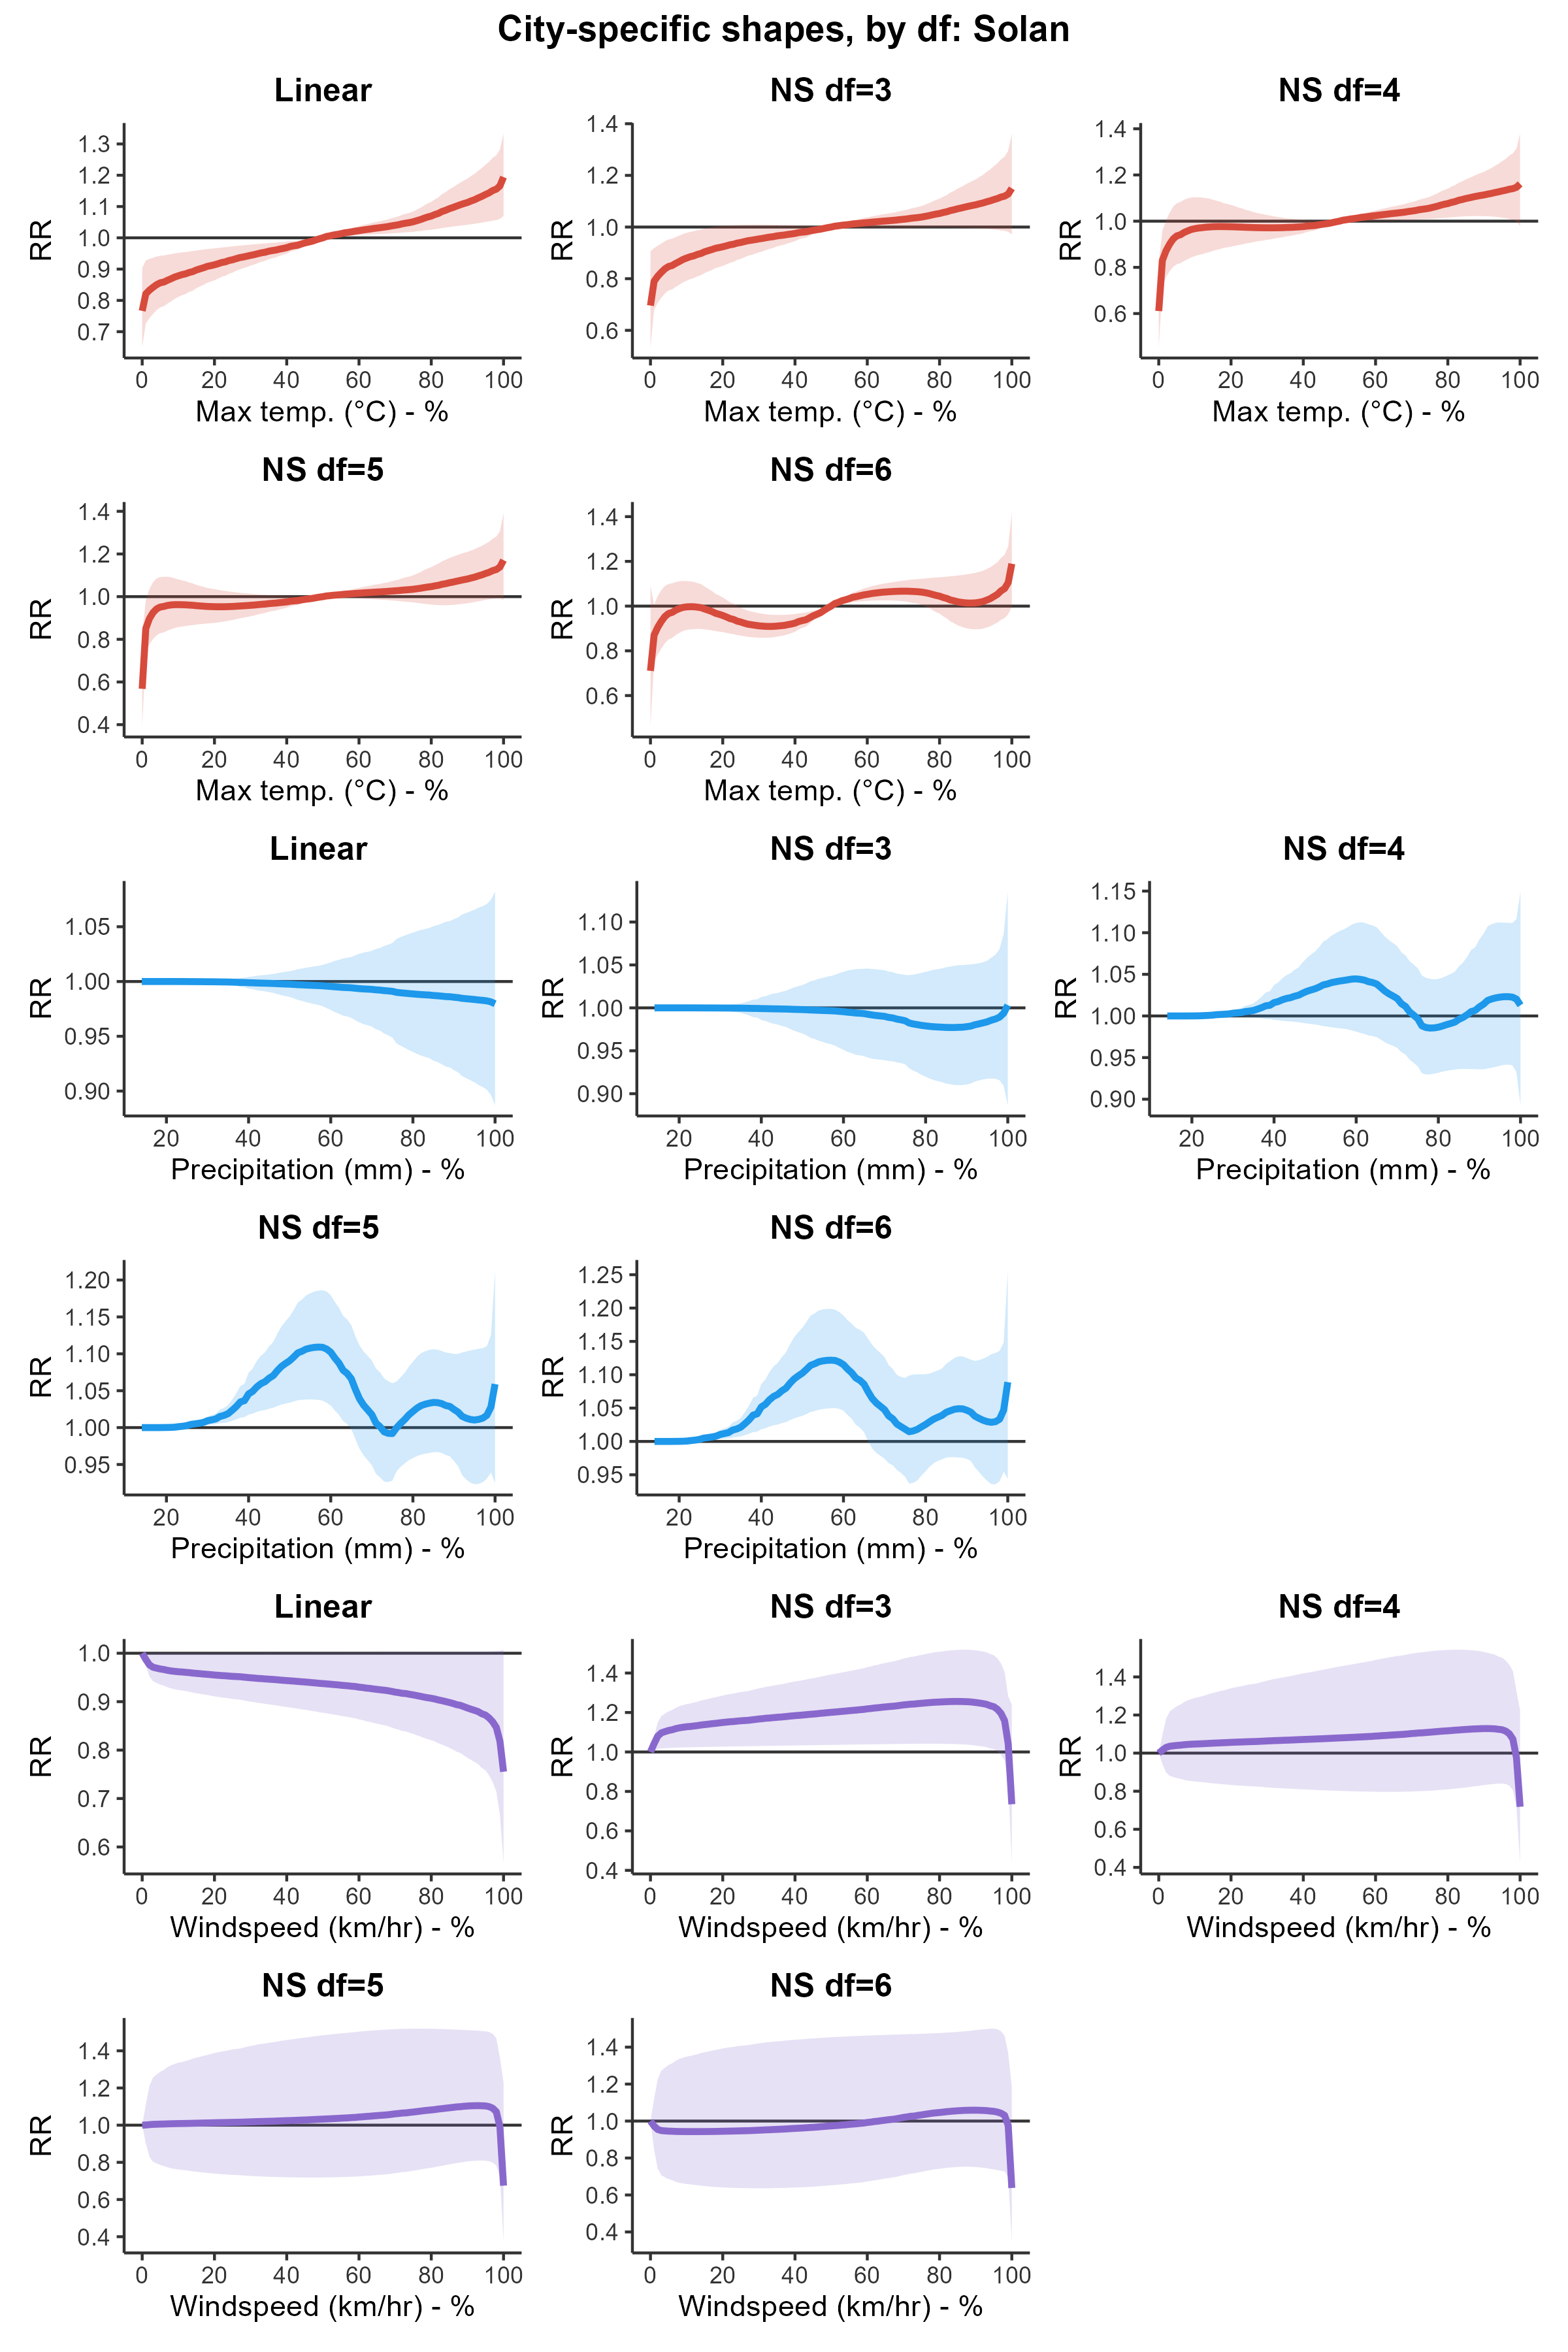 City-specific shapes, by df: Solan
Linear
NS df=3
NS df=4
RR
1.3
1.2
1.1
1.0
0.9
0.8
0.7
0 20 40 60 80 100
Max temp. (°C) - %
RR
1.4
1.2
1.0
0.8
0.6
0 20 40 60 80 100
Max temp. (°C) - %
RR
1.4
1.2
1.0
0.8
0.6
0 20 40 60 80 100
Max temp. (°C) - %
NS df=5
NS df=6
RR
1.4
1.2
1.0
0.8
0.6
0.4
0 20 40 60 80 100
Max temp. (°C) - %
RR
1.4
1.2
1.0
0.8
0.6
0 20 40 60 80 100
Max temp. (°C) - %
Linear
NS df=3
NS df=4
RR
1.05
1.00
0.95
0.90
20 40 60 80 100
Precipitation (mm) - %
RR
1.10
1.05
1.00
0.95
0.90
20 40 60 80 100
Precipitation (mm) - %
RR
1.15
1.10
1.05
1.00
0.95
0.90
20 40 60 80 100
Precipitation (mm) - %
NS df=5
NS df=6
RR
1.20
1.15
1.10
1.05
1.00
0.95
20 40 60 80 100
Precipitation (mm) - %
RR
1.25
1.20
1.15
1.10
1.05
1.00
0.95
20 40 60 80 100
Precipitation (mm) - %
Linear
NS df=3
NS df=4
RR
1.0
0.9
0.8
0.7
0.6
0 20 40 60 80 100
Windspeed (km/hr) - %
RR
1.4
1.2
1.0
0.8
0.6
0.4
0 20 40 60 80 100
Windspeed (km/hr) - %
RR
1.4
1.2
1.0
0.8
0.6
0.4
0 20 40 60 80 100
Windspeed (km/hr) - %
NS df=5
NS df=6
RR
1.4
1.2
1.0
0.8
0.6
0.4
0 20 40 60 80 100
Windspeed (km/hr) - %
RR
1.4
1.2
1.0
0.8
0.6
0.4
0 20 40 60 80 100
Windspeed (km/hr) - %